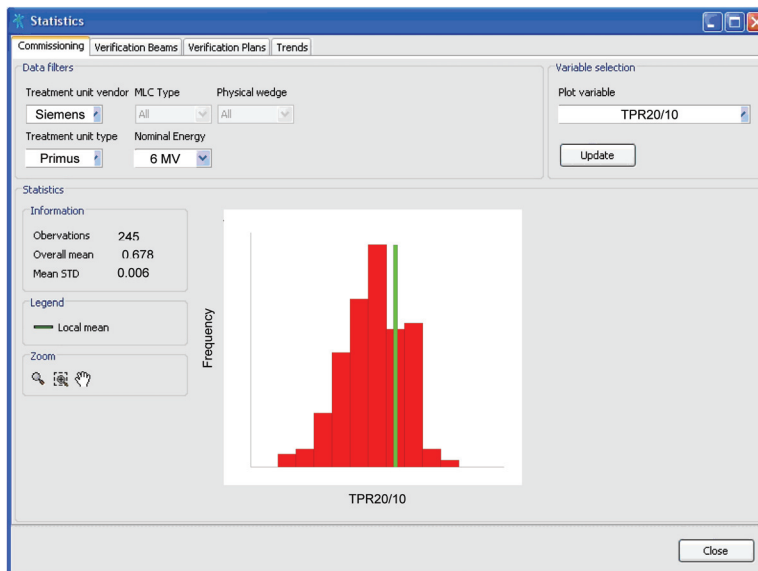 Statistics
Commissioning Verification Beams Verification Plans Trends
Data filters
Treatment unit vendor MLC Type Physical wedge
Siemens All All
Treatment unit type Nominal Energy
Primus 6 MV
Variable selection
Plot variable
TPR20/10
Update
Statistics
Information
Obervations 245
Overall mean 0.678
Mean STD 0.006
Legend
Local mean
Zoom
Frequency
TPR20/10
Close